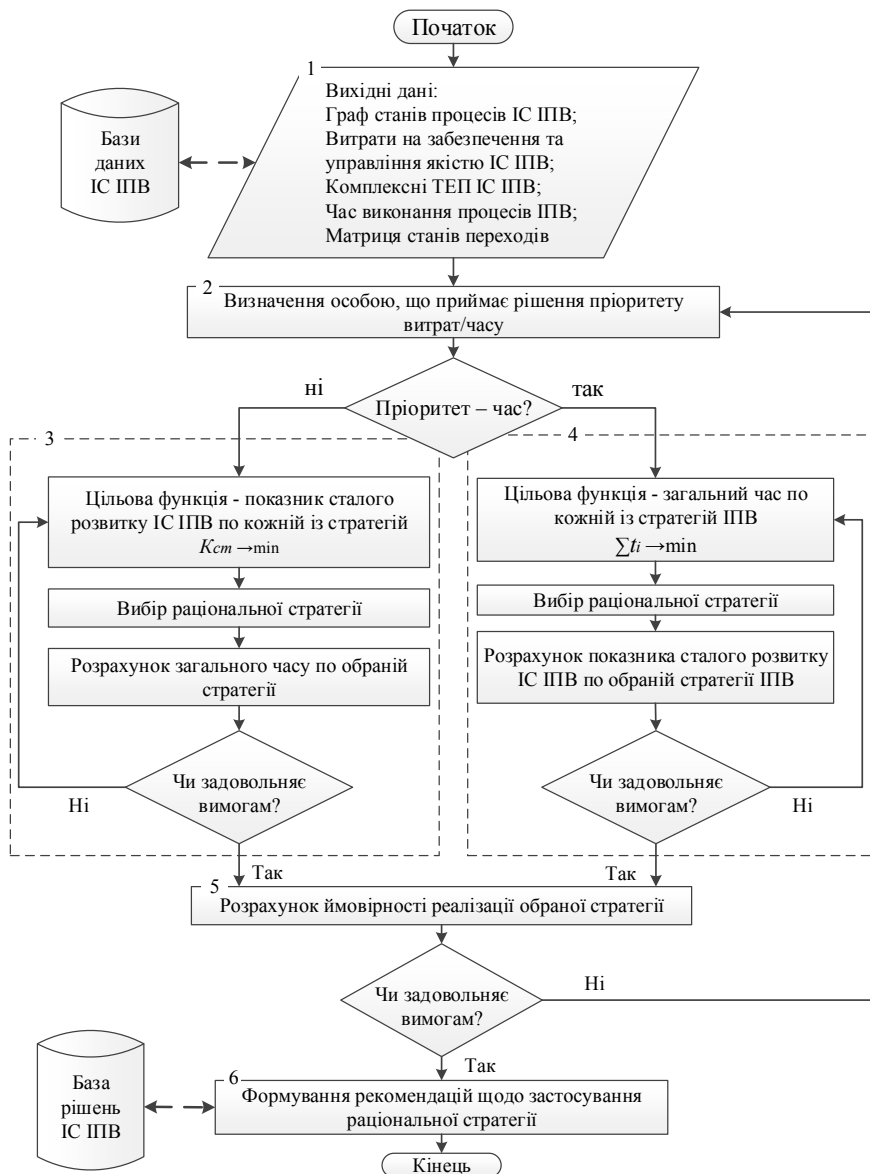 Початок
1
Вихідні дані:
Граф станів процесів ІС ІПВ;
Витрати на забезпечення та
управління якістю ІС ІПВ;
Комплексні ТЕП ІС ІПВ;
Час виконання процесів ІПВ;
Матриця станів переходів
Бази
даних
ІС ІПВ
2
Визначення особою, що приймає рішення пріоритету
витрат/часу
ні
Пріоритет – час?
так
3
Цільова функція - показник сталого
розвитку ІС ІПВ по кожній із стратегій
Kст →min
Вибір раціональної стратегії
Розрахунок загального часу по обраній
стратегії
Чи задовольняє
вимогам?
Ні
Так
4
Цільова функція - загальний час по
кожній із стратегій ІПВ
∑ti →min
Вибір раціональної стратегії
Розрахунок показника сталого розвитку
ІС ІПВ по обраній стратегії ІПВ
Чи задовольняє
вимогам?
Ні
Так
5
Розрахунок ймовірності реалізації обраної стратегії
Чи задовольняє
вимогам?
Ні
Так
База
рішень
ІС ІПВ
6
Формування рекомендацій щодо застосування
раціональної стратегії
Кінець